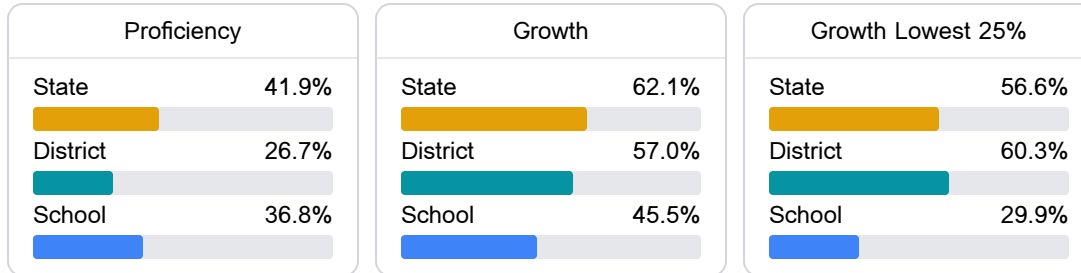 Proficiency
State 41.9%
District 26.7%
School 36.8%
Growth
State 62.1%
District 57.0%
School 45.5%
Growth Lowest 25%
State 56.6%
District 60.3%
School 29.9%